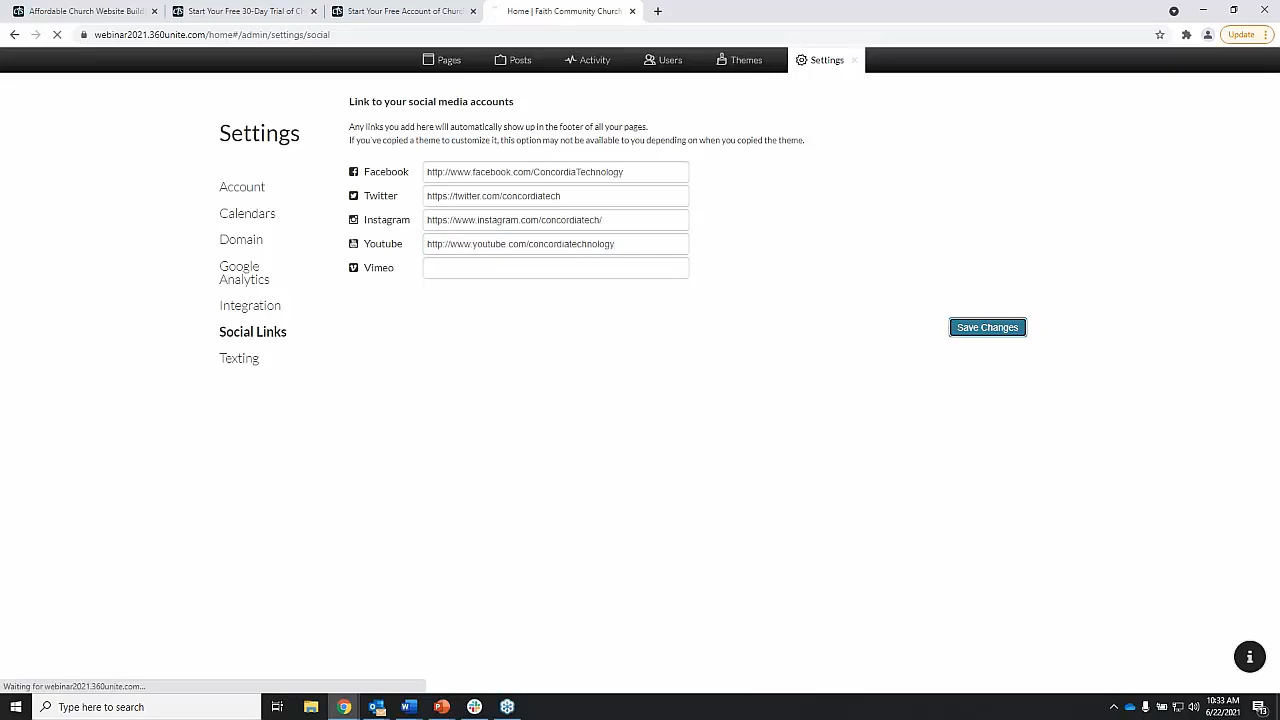 Affordable Church Website Build
Start Your Free 30-Day Trial of C
Start Your Free Account of Churc
Home | Faith Community Church
webinar2021.360unite.com/home#/admin/settings/social
Update
Pages
Posts
Activity
Users
Themes
Settings
Link to your social media accounts
Any links you add here will automatically show up in the footer of all your pages.
If you've copied a theme to customize it, this option may not be available to you depending on when you copied the theme.
Settings
Account
Calendars
Domain
Google
Analytics
Integration
Social Links
Texting
Facebook
http://www.facebook.com/ConcordiaTechnology
Twitter
https://twitter.com/concordiatech
Instagram
https://www.instagram.com/concordiatech/
Youtube
http://www.youtube.com/concordiatechnology
Vimeo
Save Changes
Waiting for webinar2021.360unite.com...
Type here to search
10:33 AM
6/22/2021